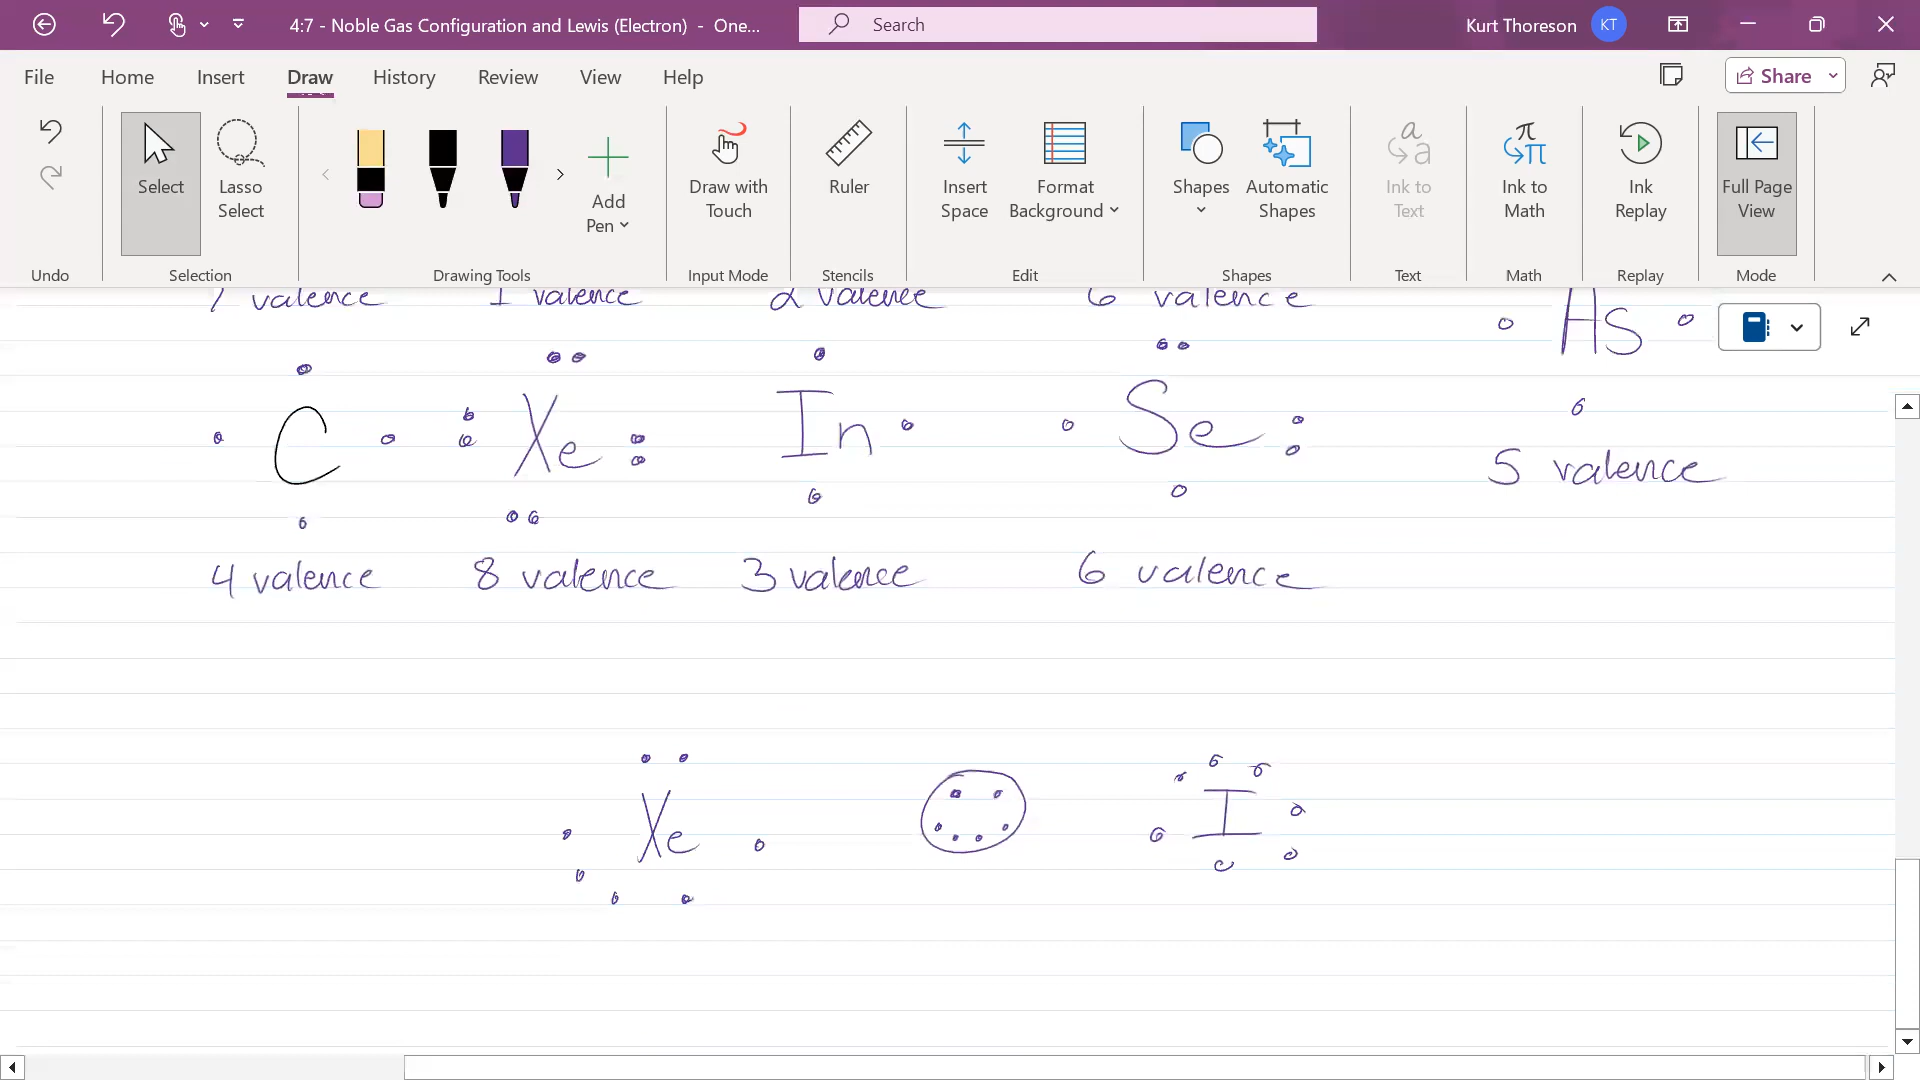 4:7 - Noble Gas Configuration and Lewis (Electron) - One...
Search
Kurt Thoreson KT
File Home Insert Draw History Review View Help
Share
Select
Lasso Select
Add Pen
Draw with Touch
Ruler
Insert Space
Format Background
Shapes
Automatic Shapes
Ink to Text
Ink to Math
Ink Replay
Full Page View
Undo Selection Drawing Tools Input Mode Stencils Edit Shapes Text Math Replay Mode
7 valence 1 valence 2 valence 6 valence
As
C Xe In Se
5 valence
4 valence 8 valence 3 valence 6 valence
Xe I